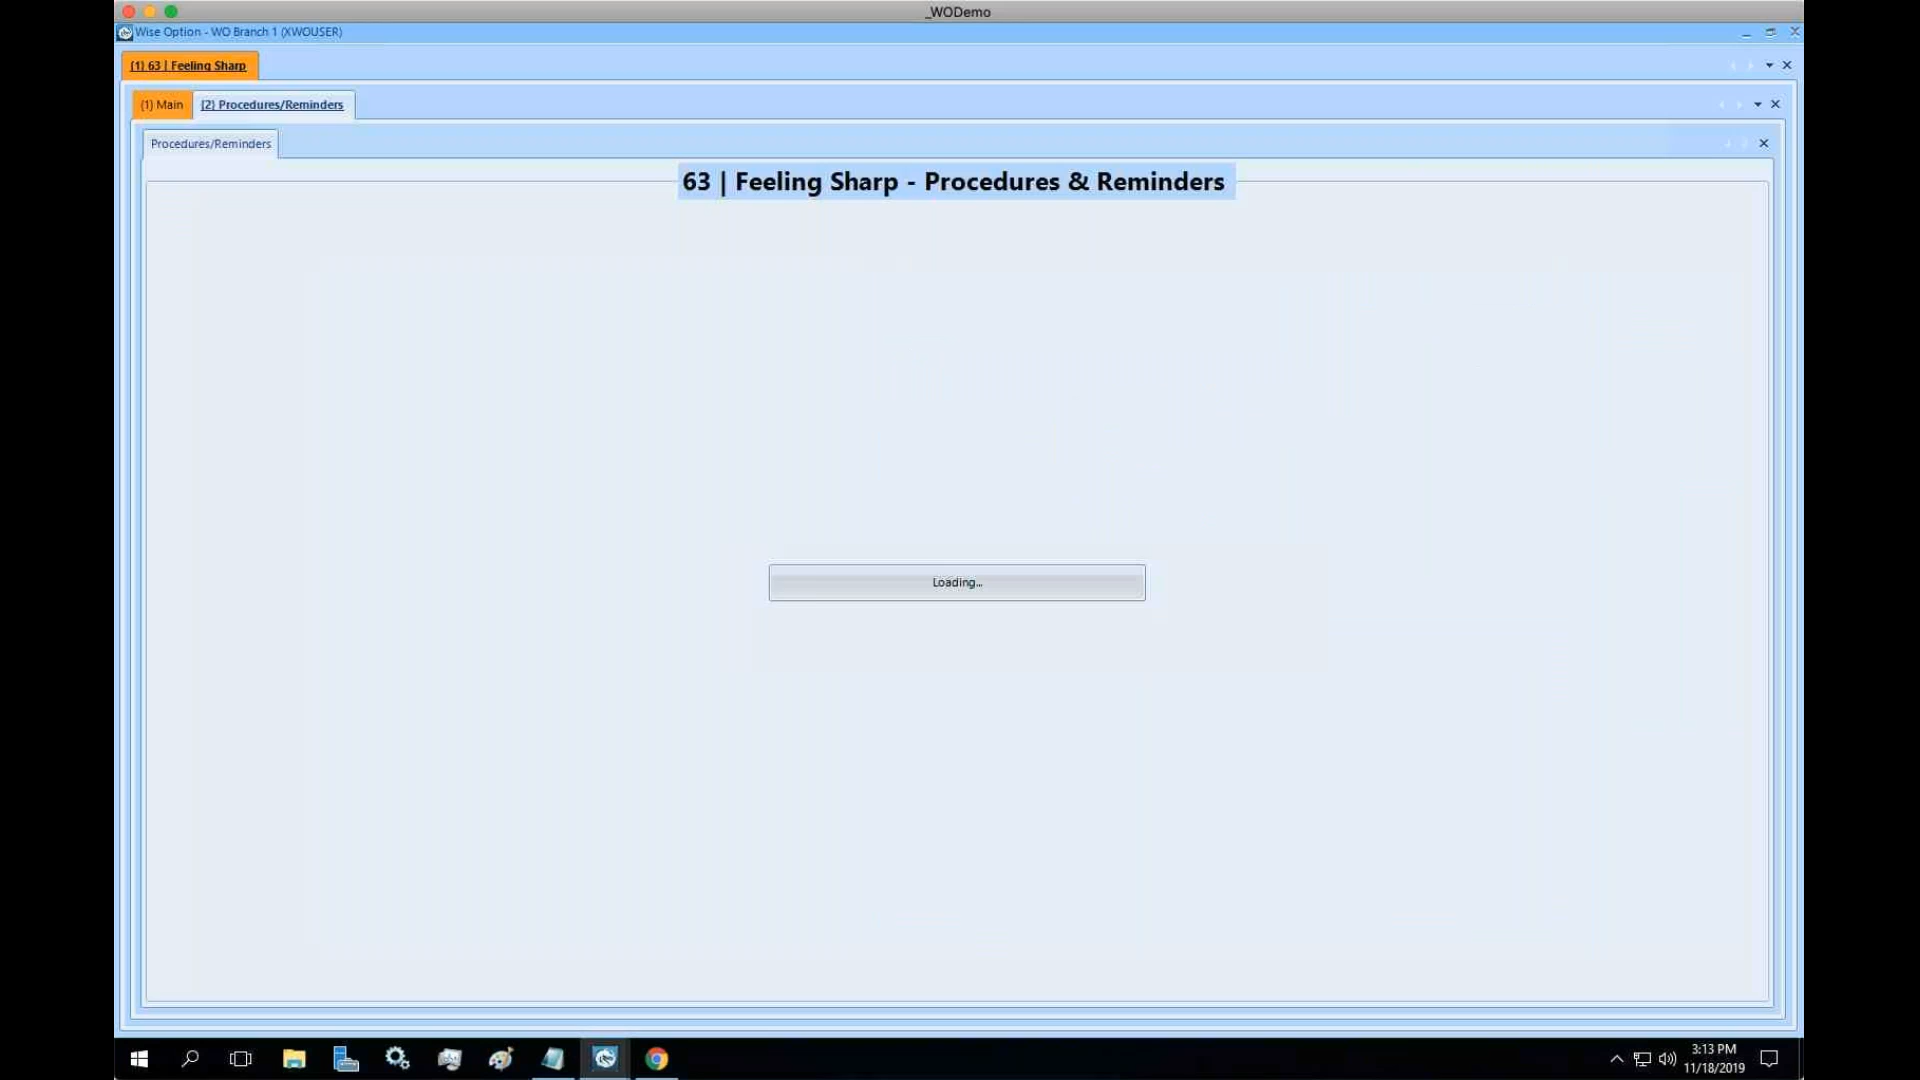 _WODemo
Wise Option - WO Branch 1 (XWOUSER)
(1) 63 | Feeling Sharp
(1) Main
(2) Procedures/Reminders
Procedures/Reminders
63 | Feeling Sharp - Procedures & Reminders
Loading...
3:13 PM
11/18/2019